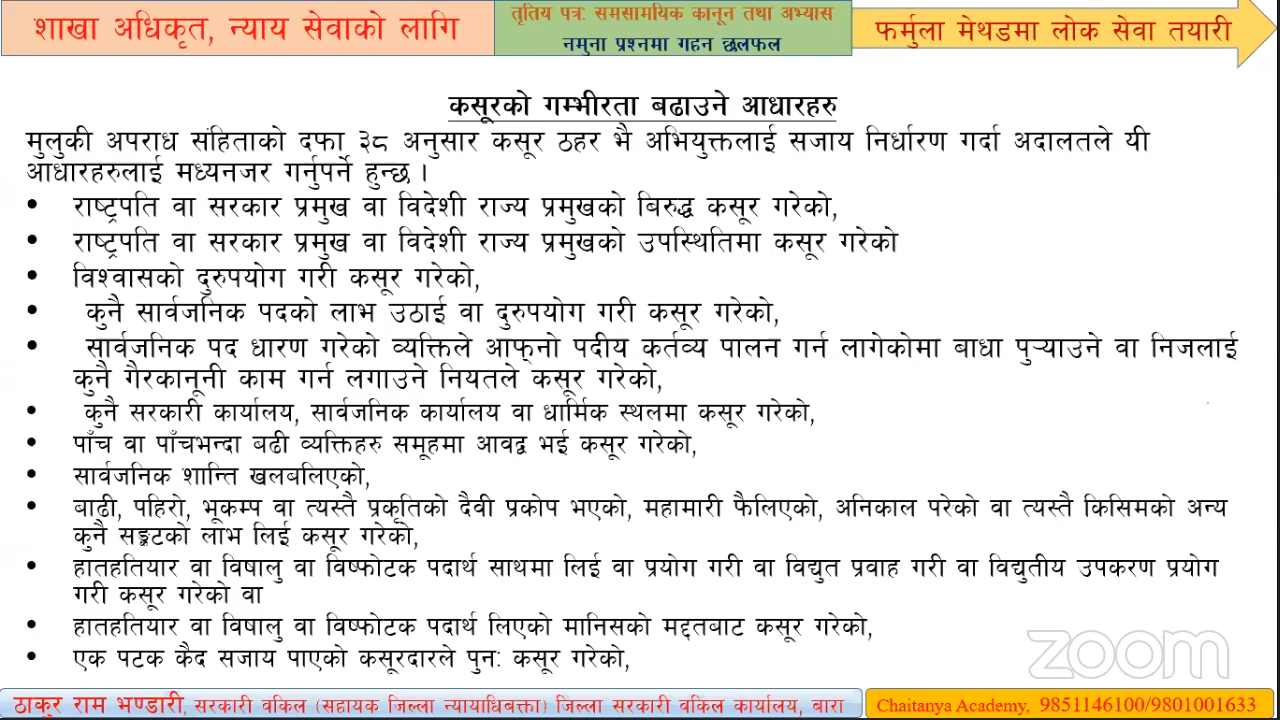 शाखा अधिकृत, न्याय सेवाको लागि
तृतिय पत्र: समसामयिक कानून तथा अभ्यास
नमुना प्रश्नमा गहन छलफल
फर्मुला मेथडमा लोक सेवा तयारी
कसूरको गम्भीरता बढाउने आधारहरु
मुलुकी अपराध संहिताको दफा ३८ अनुसार कसूर ठहर भै अभियुक्तलाई सजाय निर्धारण गर्दा अदालतले यी
आधारहरुलाई मध्यनजर गर्नुपर्ने हुन्छ ।
• राष्ट्रपति वा सरकार प्रमुख वा विदेशी राज्य प्रमुखको बिरुद्ध कसूर गरेको,
• राष्ट्रपति वा सरकार प्रमुख वा विदेशी राज्य प्रमुखको उपस्थितिमा कसूर गरेको
• विश्वासको दुरुपयोग गरी कसूर गरेको,
• कुनै सार्वजनिक पदको लाभ उठाई वा दुरुपयोग गरी कसूर गरेको,
• सार्वजनिक पद धारण गरेको व्यक्तिले आफ्नो पदीय कर्तव्य पालन गर्न लागेकोमा बाधा पुऱ्याउने वा निजलाई
कुनै गैरकानूनी काम गर्न लगाउने नियतले कसूर गरेको,
• कुनै सरकारी कार्यालय, सार्वजनिक कार्यालय वा धार्मिक स्थलमा कसूर गरेको,
• पाँच वा पाँचभन्दा बढी व्यक्तिहरु समूहमा आवद्ध भई कसूर गरेको,
• सार्वजनिक शान्ति खलबलिएको,
• बाढी, पहिरो, भूकम्प वा त्यस्तै प्रकृतिको दैवी प्रकोप भएको, महामारी फैलिएको, अनिकाल परेको वा त्यस्तै किसिमको अन्य
कुनै सङ्कटको लाभ लिई कसूर गरेको,
• हातहतियार वा विषालु वा विष्फोटक पदार्थ साथमा लिई वा प्रयोग गरी वा विद्युत प्रवाह गरी वा विद्युतीय उपकरण प्रयोग
गरी कसूर गरेको वा
• हातहतियार वा विषालु वा विष्फोटक पदार्थ लिएको मानिसको मद्दतबाट कसूर गरेको,
• एक पटक कैद सजाय पाएको कसूरदारले पुन: कसूर गरेको,
zoom
ठाकुर राम भण्डारी, सरकारी वकिल (सहायक जिल्ला न्यायाधिबक्ता) जिल्ला सरकारी वकिल कार्यालय, बारा
Chaitanya Academy, 9851146100/9801001633